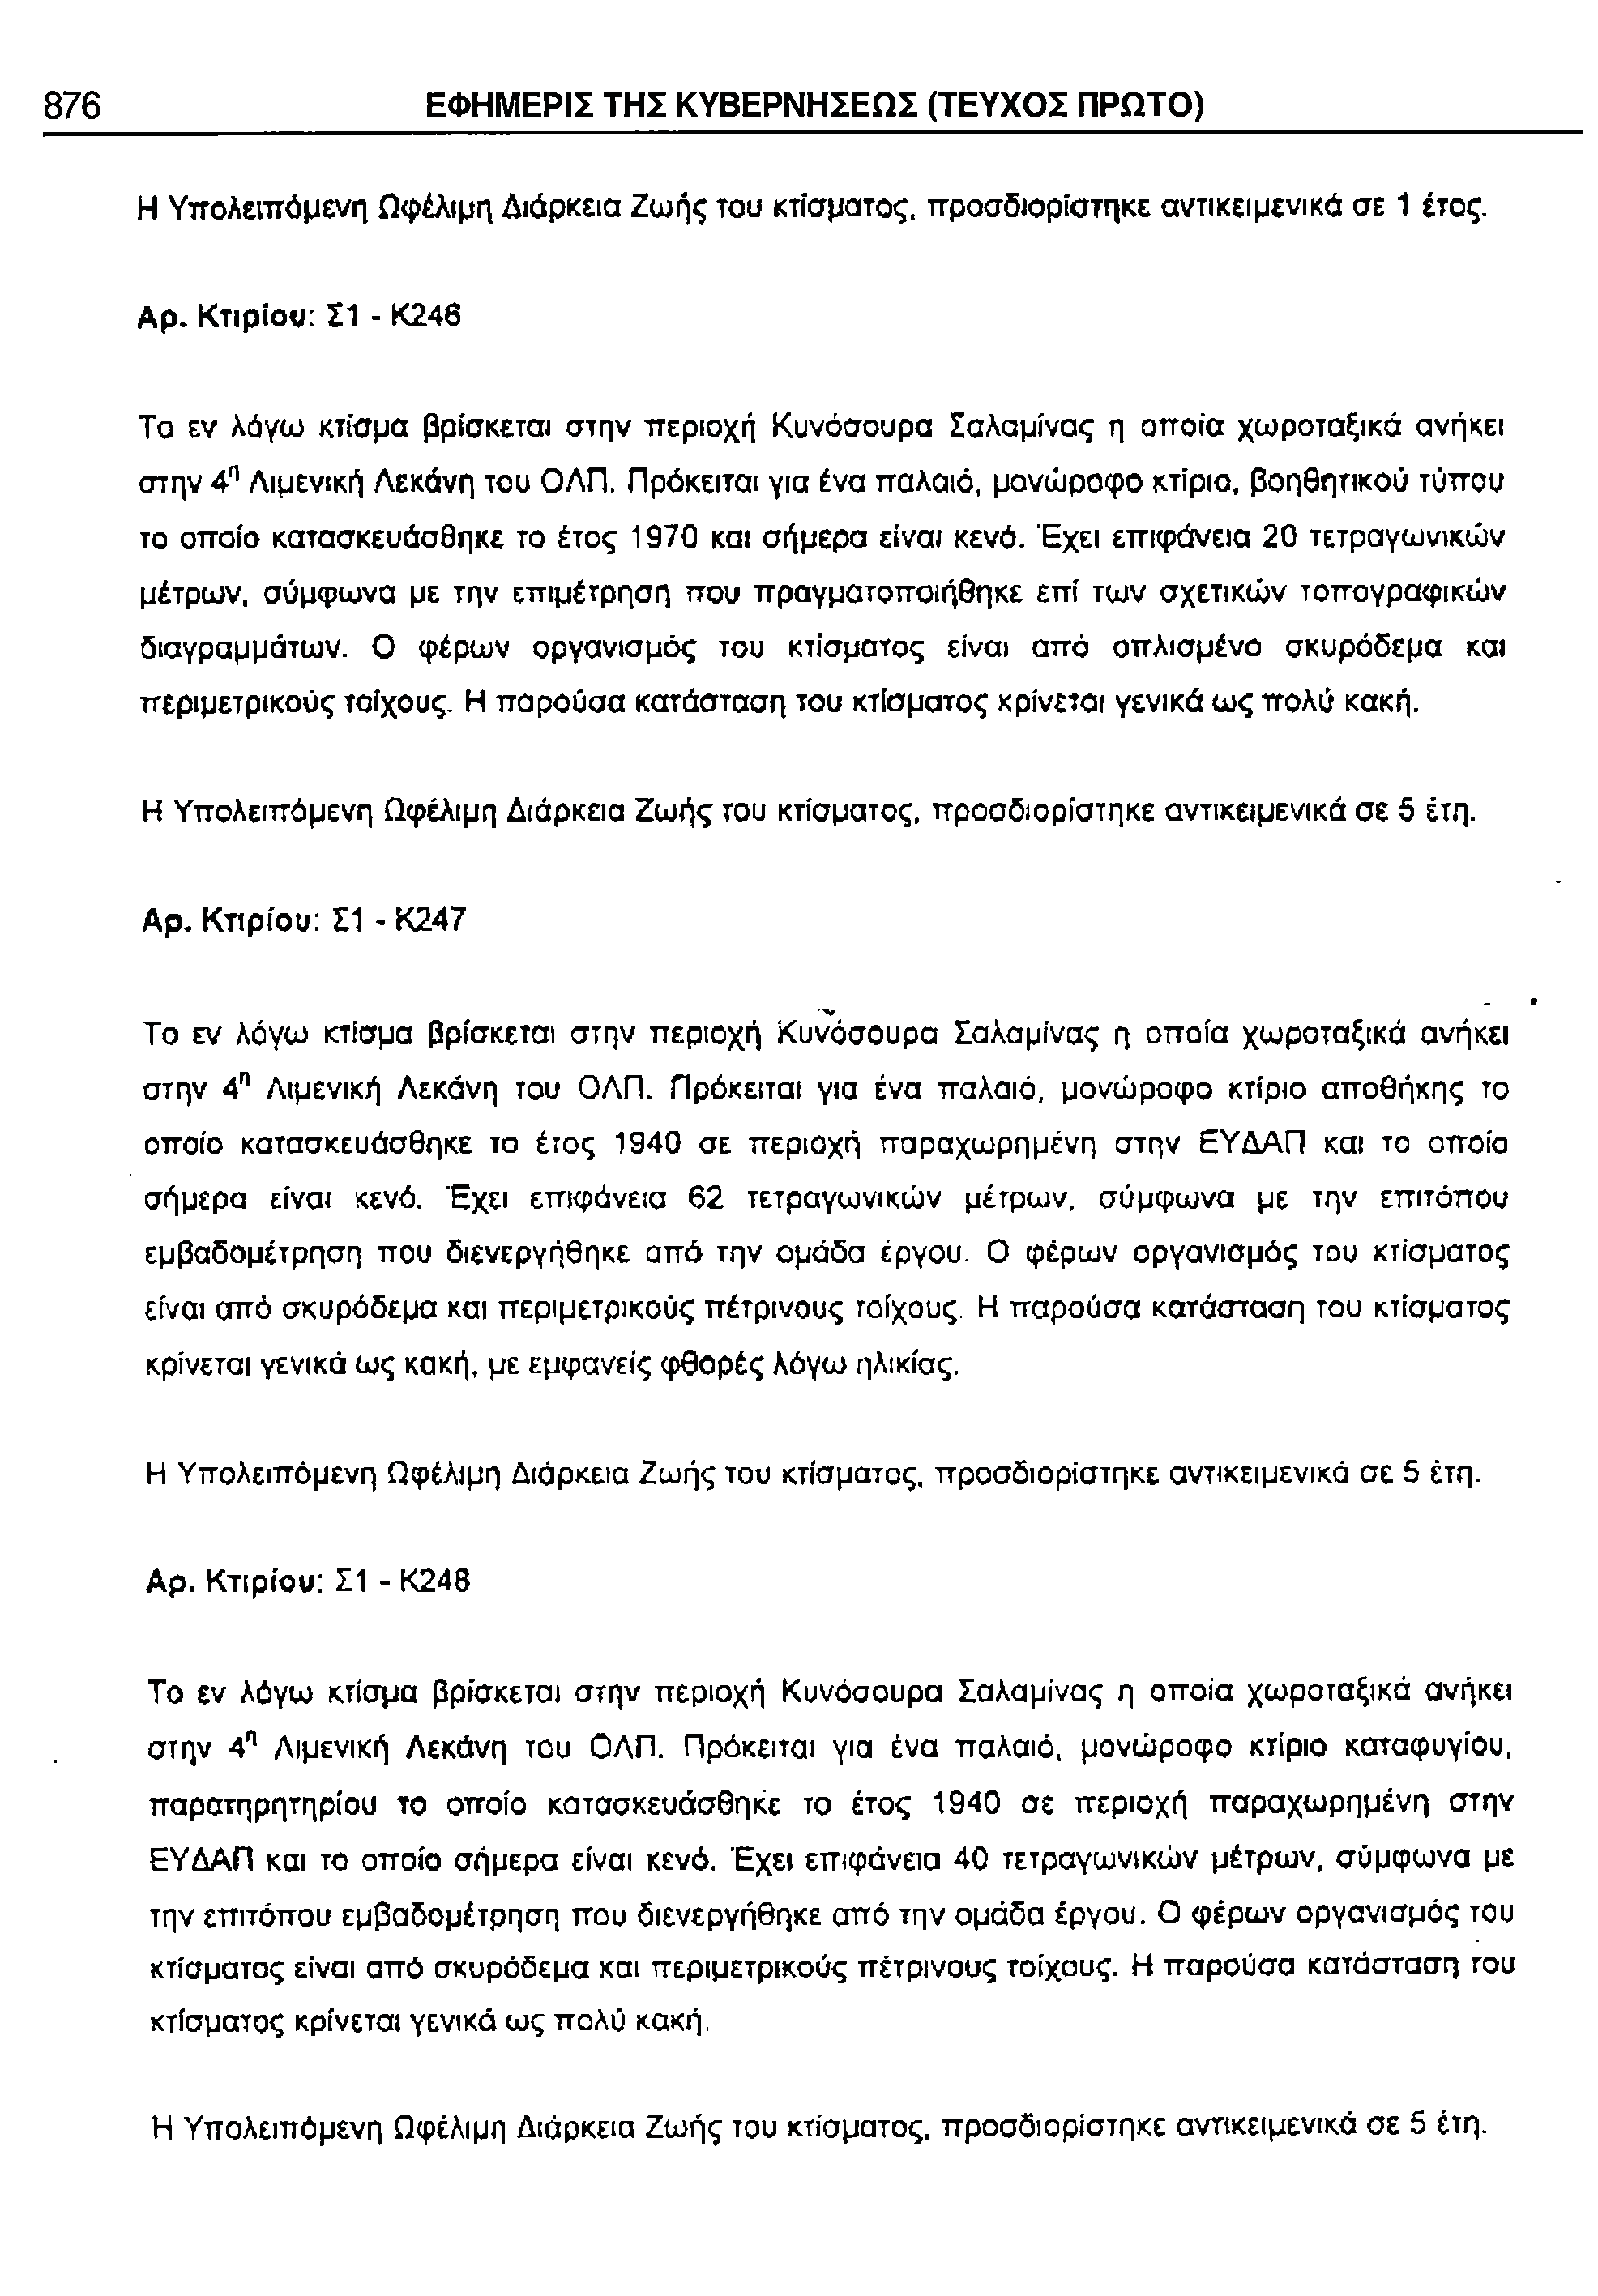 876
ΕΦΗΜΕΡΙΣ ΤΗΣ ΚΥΒΕΡΝΗΣΕΩΣ (ΤΕΥΧΟΣ ΠΡΩΤΟ)
Η Υπολειπόμενη Ωφέλιμη Διάρκεια Ζωής του κτίσματος, προσδιορίστηκε αντικειμενικά σε 1 έτος.
Αρ. Κτιρίου: Σ1 - Κ246
Το εν λόγω κτίσμα βρίσκεται στην περιοχή Κυνόσουρα Σαλαμίνας η οποία χωροταξικά ανήκει
στην 4η Λιμενική Λεκάνη του ΟΛΠ. Πρόκειται για ένα παλαιό, μονώροφο κτίριο, βοηθητικού τύπου
το οποίο κατασκευάσθηκε το έτος 1970 και σήμερα είναι κενό. Έχει επιφάνεια 20 τετραγωνικών
μέτρων, σύμφωνα με την επιμέτρηση που πραγματοποιήθηκε επί των σχετικών τοπογραφικών
διαγραμμάτων. Ο φέρων οργανισμός του κτίσματος είναι από οπλισμένο σκυρόδεμα και
περιμετρικούς τοίχους. Η παρούσα κατάσταση του κτίσματος κρίνεται γενικά ως πολύ κακή.
Η Υπολειπόμενη Ωφέλιμη Διάρκεια Ζωής του κτίσματος, προσδιορίστηκε αντικειμενικά σε 5 έτη.
Αρ. Κτιρίου: Σ1 - Κ247
Το εν λόγω κτίσμα βρίσκεται στην περιοχή Κυνόσουρα Σαλαμίνας η οποία χωροταξικά ανήκει
στην 4η Λιμενική Λεκάνη του ΟΛΠ. Πρόκειται για ένα παλαιό, μονώροφο κτίριο αποθήκης το
οποίο κατασκευάσθηκε το έτος 1940 σε περιοχή παραχωρημένη στην ΕΥΔΑΠ και το οποίο
σήμερα είναι κενό. Έχει επιφάνεια 62 τετραγωνικών μέτρων, σύμφωνα με την επιτόπου
εμβαδομέτρηση που διενεργήθηκε από την ομάδα έργου. Ο φέρων οργανισμός του κτίσματος
είναι από σκυρόδεμα και περιμετρικούς πέτρινους τοίχους. Η παρούσα κατάσταση του κτίσματος
κρίνεται γενικά ως κακή, με εμφανείς φθορές λόγω ηλικίας.
Η Υπολειπόμενη Ωφέλιμη Διάρκεια Ζωής του κτίσματος, προσδιορίστηκε αντικειμενικά σε 5 έτη.
Αρ. Κτιρίου: Σ1 - Κ248
Το εν λόγω κτίσμα βρίσκεται στην περιοχή Κυνόσουρα Σαλαμίνας η οποία χωροταξικά ανήκει
στην 4η Λιμενική Λεκάνη του ΟΛΠ. Πρόκειται για ένα παλαιό, μονώροφο κτίριο καταφυγίου,
παρατηρητηρίου το οποίο κατασκευάσθηκε το έτος 1940 σε περιοχή παραχωρημένη στην
ΕΥΔΑΠ και το οποίο σήμερα είναι κενό. Έχει επιφάνεια 40 τετραγωνικών μέτρων, σύμφωνα με
την επιτόπου εμβαδομέτρηση που διενεργήθηκε από την ομάδα έργου. Ο φέρων οργανισμός του
κτίσματος είναι από σκυρόδεμα και περιμετρικούς πέτρινους τοίχους. Η παρούσα κατάσταση του
κτίσματος κρίνεται γενικά ως πολύ κακή.
Η Υπολειπόμενη Ωφέλιμη Διάρκεια Ζωής του κτίσματος, προσδιορίστηκε αντικειμενικά σε 5 έτη.